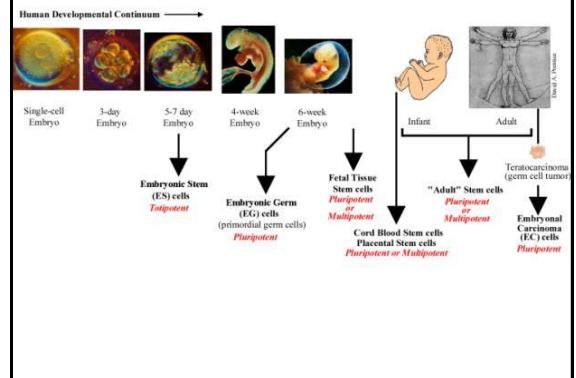 Human Developmental Continuum
Single-cell
Embryo
3-day
Embryo
5-7 day
Embryo
4-week
Embryo
6-week
Embryo
Infant
Adult
David A. Prentice
Teratocarcinoma
(germ cell tumor)
Embryonic Stem
(ES) cells
Totipotent
Embryonic Germ
(EG) cells
(primordial germ cells)
Pluripotent
Fetal Tissue
Stem cells
Pluripotent
or
Multipotent
Cord Blood Stem cells
Placental Stem cells
Pluripotent or Multipotent
"Adult" Stem cells
Pluripotent
or
Multipotent
Embryonal
Carcinoma
(EC) cells
Pluripotent